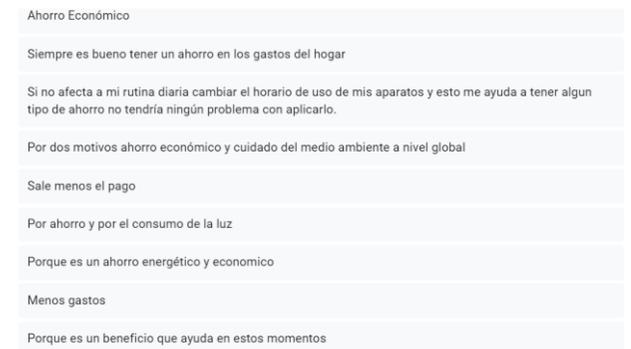 Ahorro Económico
Siempre es bueno tener un ahorro en los gastos del hogar
Si no afecta a mi rutina diaria cambiar el horario de uso de mis aparatos y esto me ayuda a tener algun
tipo de ahorro no tendría ningún problema con aplicarlo.
Por dos motivos ahorro económico y cuidado del medio ambiente a nivel global
Sale menos el pago
Por ahorro y por el consumo de la luz
Porque es un ahorro energético y economico
Menos gastos
Porque es un beneficio que ayuda en estos momentos